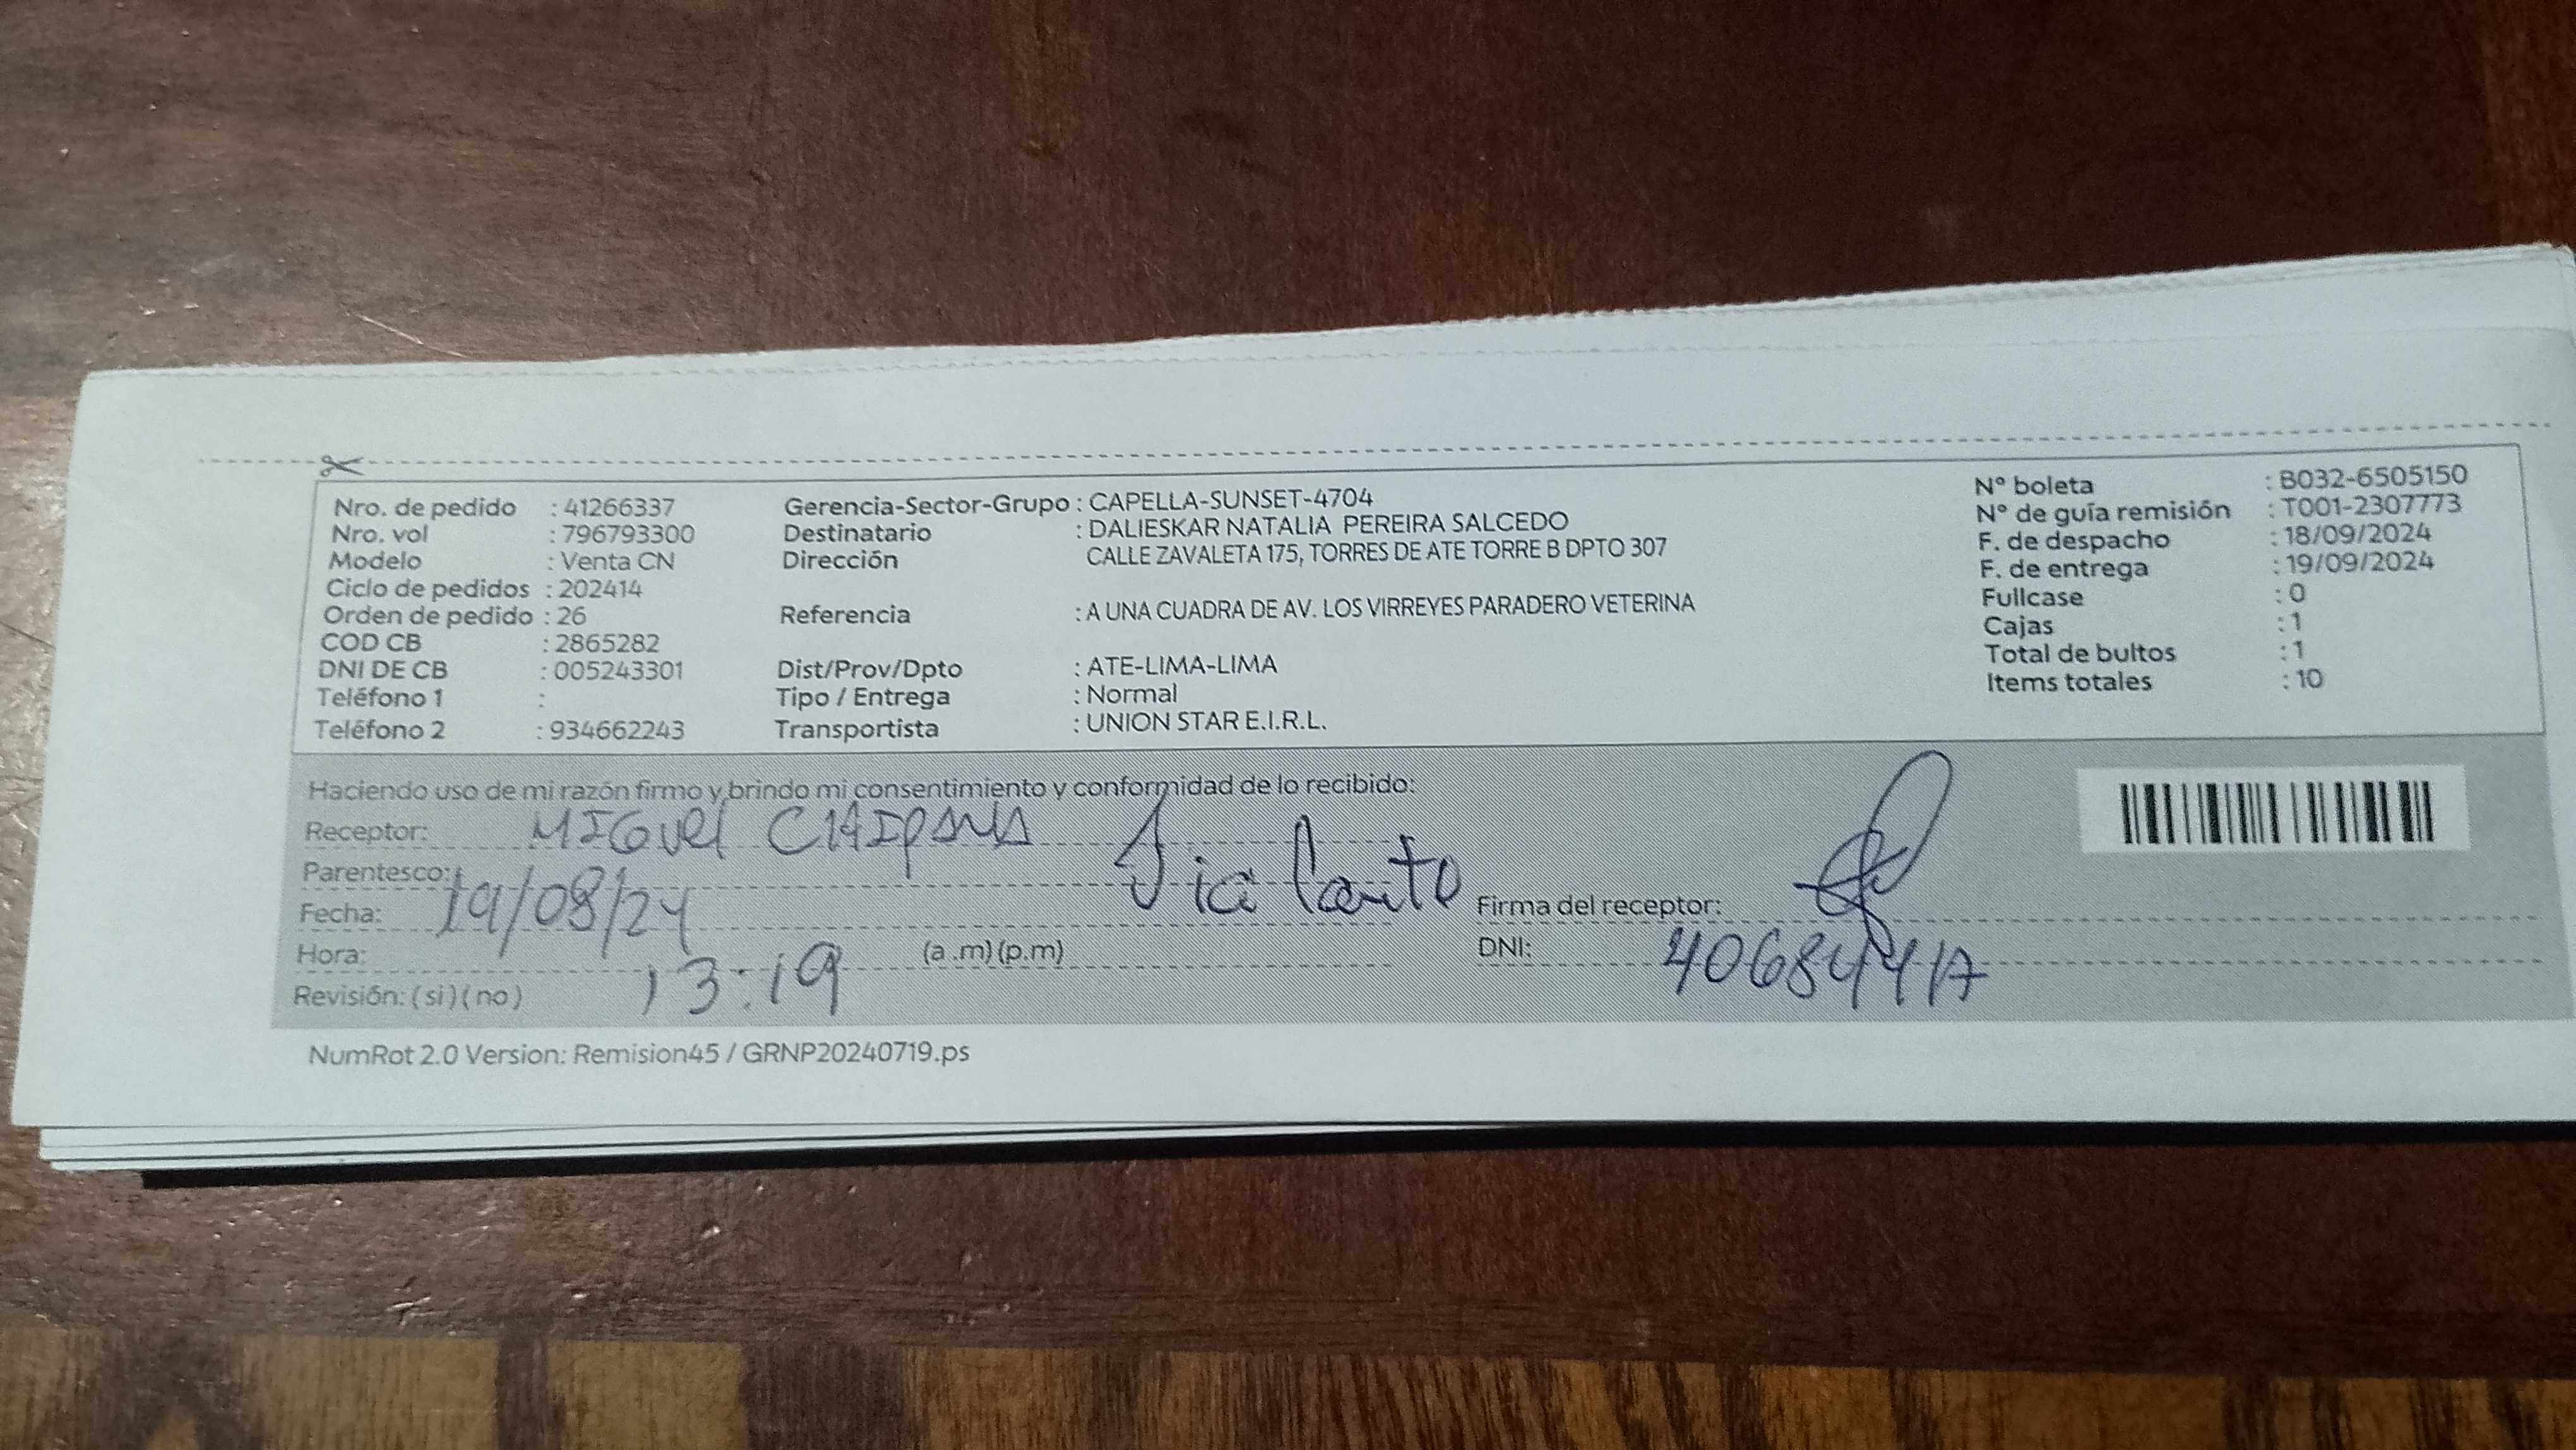 Nro. de pedido : 41266337
Nro. vol : 796793300
Modelo : Venta CN
Ciclo de pedidos : 202414
Orden de pedido : 26
COD CB : 2865282
DNI DE CB : 005243301
Teléfono 1 :
Teléfono 2 : 934662243
Gerencia-Sector-Grupo : CAPELLA-SUNSET-4704
Destinatario : DALIESKAR NATALIA PEREIRA SALCEDO
Dirección CALLE ZAVALETA 175, TORRES DE ATE TORRE B DPTO 307
Referencia : A UNA CUADRA DE AV. LOS VIRREYES PARADERO VETERINA
Dist/Prov/Dpto : ATE-LIMA-LIMA
Tipo / Entrega : Normal
Transportista : UNION STAR E.I.R.L.
N° boleta : B032-6505150
N° de guía remisión : T001-2307773
F. de despacho : 18/09/2024
F. de entrega : 19/09/2024
Fullcase : 0
Cajas : 1
Total de bultos : 1
Items totales : 10
Haciendo uso de mi razón firmo y brindo mi consentimiento y conformidad de lo recibido:
Receptor: MIGuel
Parentesco:
Fecha: 19/08/24
Hora: 13:19 (a .m) (p.m)
Revisión: ( si ) ( no )
Firma del receptor:
DNI:
NumRot 2.0 Version: Remision45 / GRNP20240719.ps